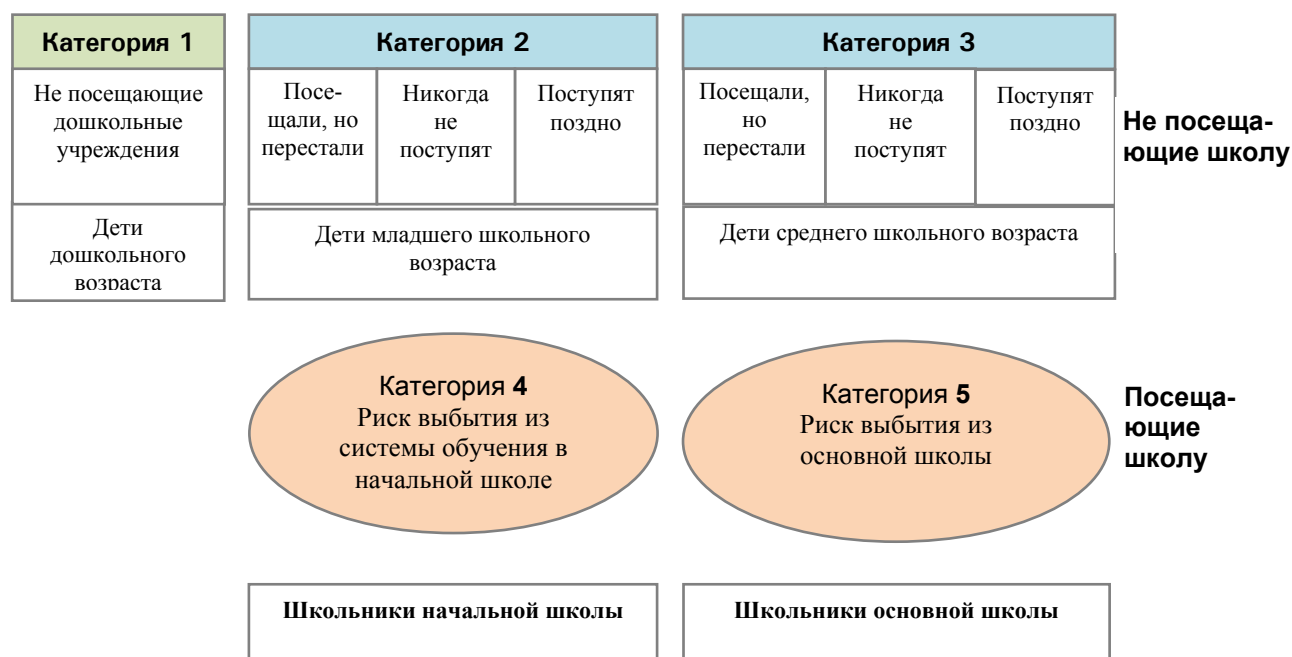 Категория 1
Категория 2
Категория 3
Не посещающие
дошкольные
учреждения
Посе-
щали, но
перестали
Никогда
не
поступят
Поступят
поздно
Посещали,
но
перестали
Никогда
не
поступят
Поступят
поздно
Не посеща-
ющие школу
Дети
дошкольного
возраста
Дети младшего школьного
возраста
Дети среднего школьного возраста
Категория 4
Риск выбытия из
системы обучения в
начальной школе
Категория 5
Риск выбытия из
основной школы
Посеща-
ющие
школу
Школьники начальной школы
Школьники основной школы